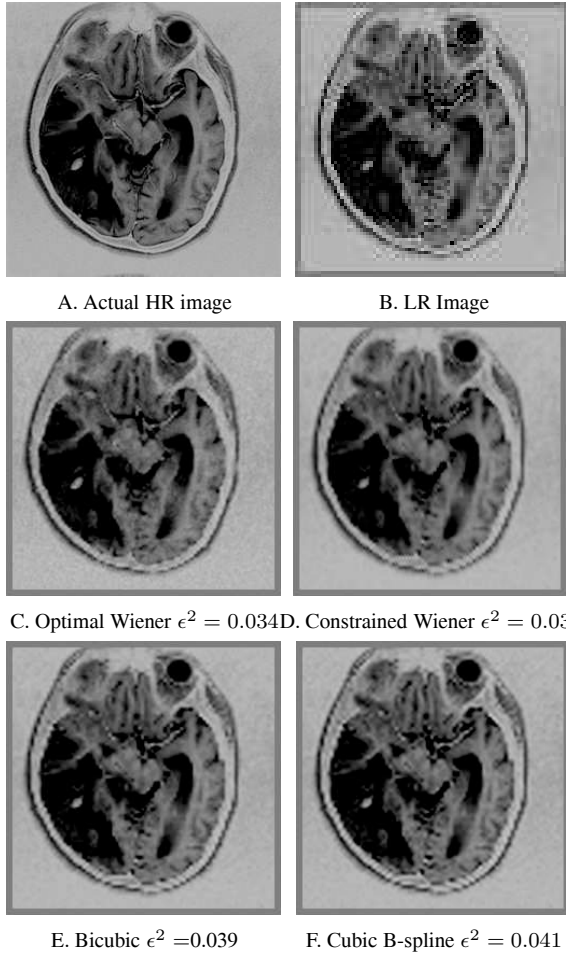 A. Actual HR image
B. LR Image
C. Optimal Wiener ϵ² = 0.034
D. Constrained Wiener ϵ² = 0.03
E. Bicubic ϵ² =0.039
F. Cubic B-spline ϵ² = 0.041